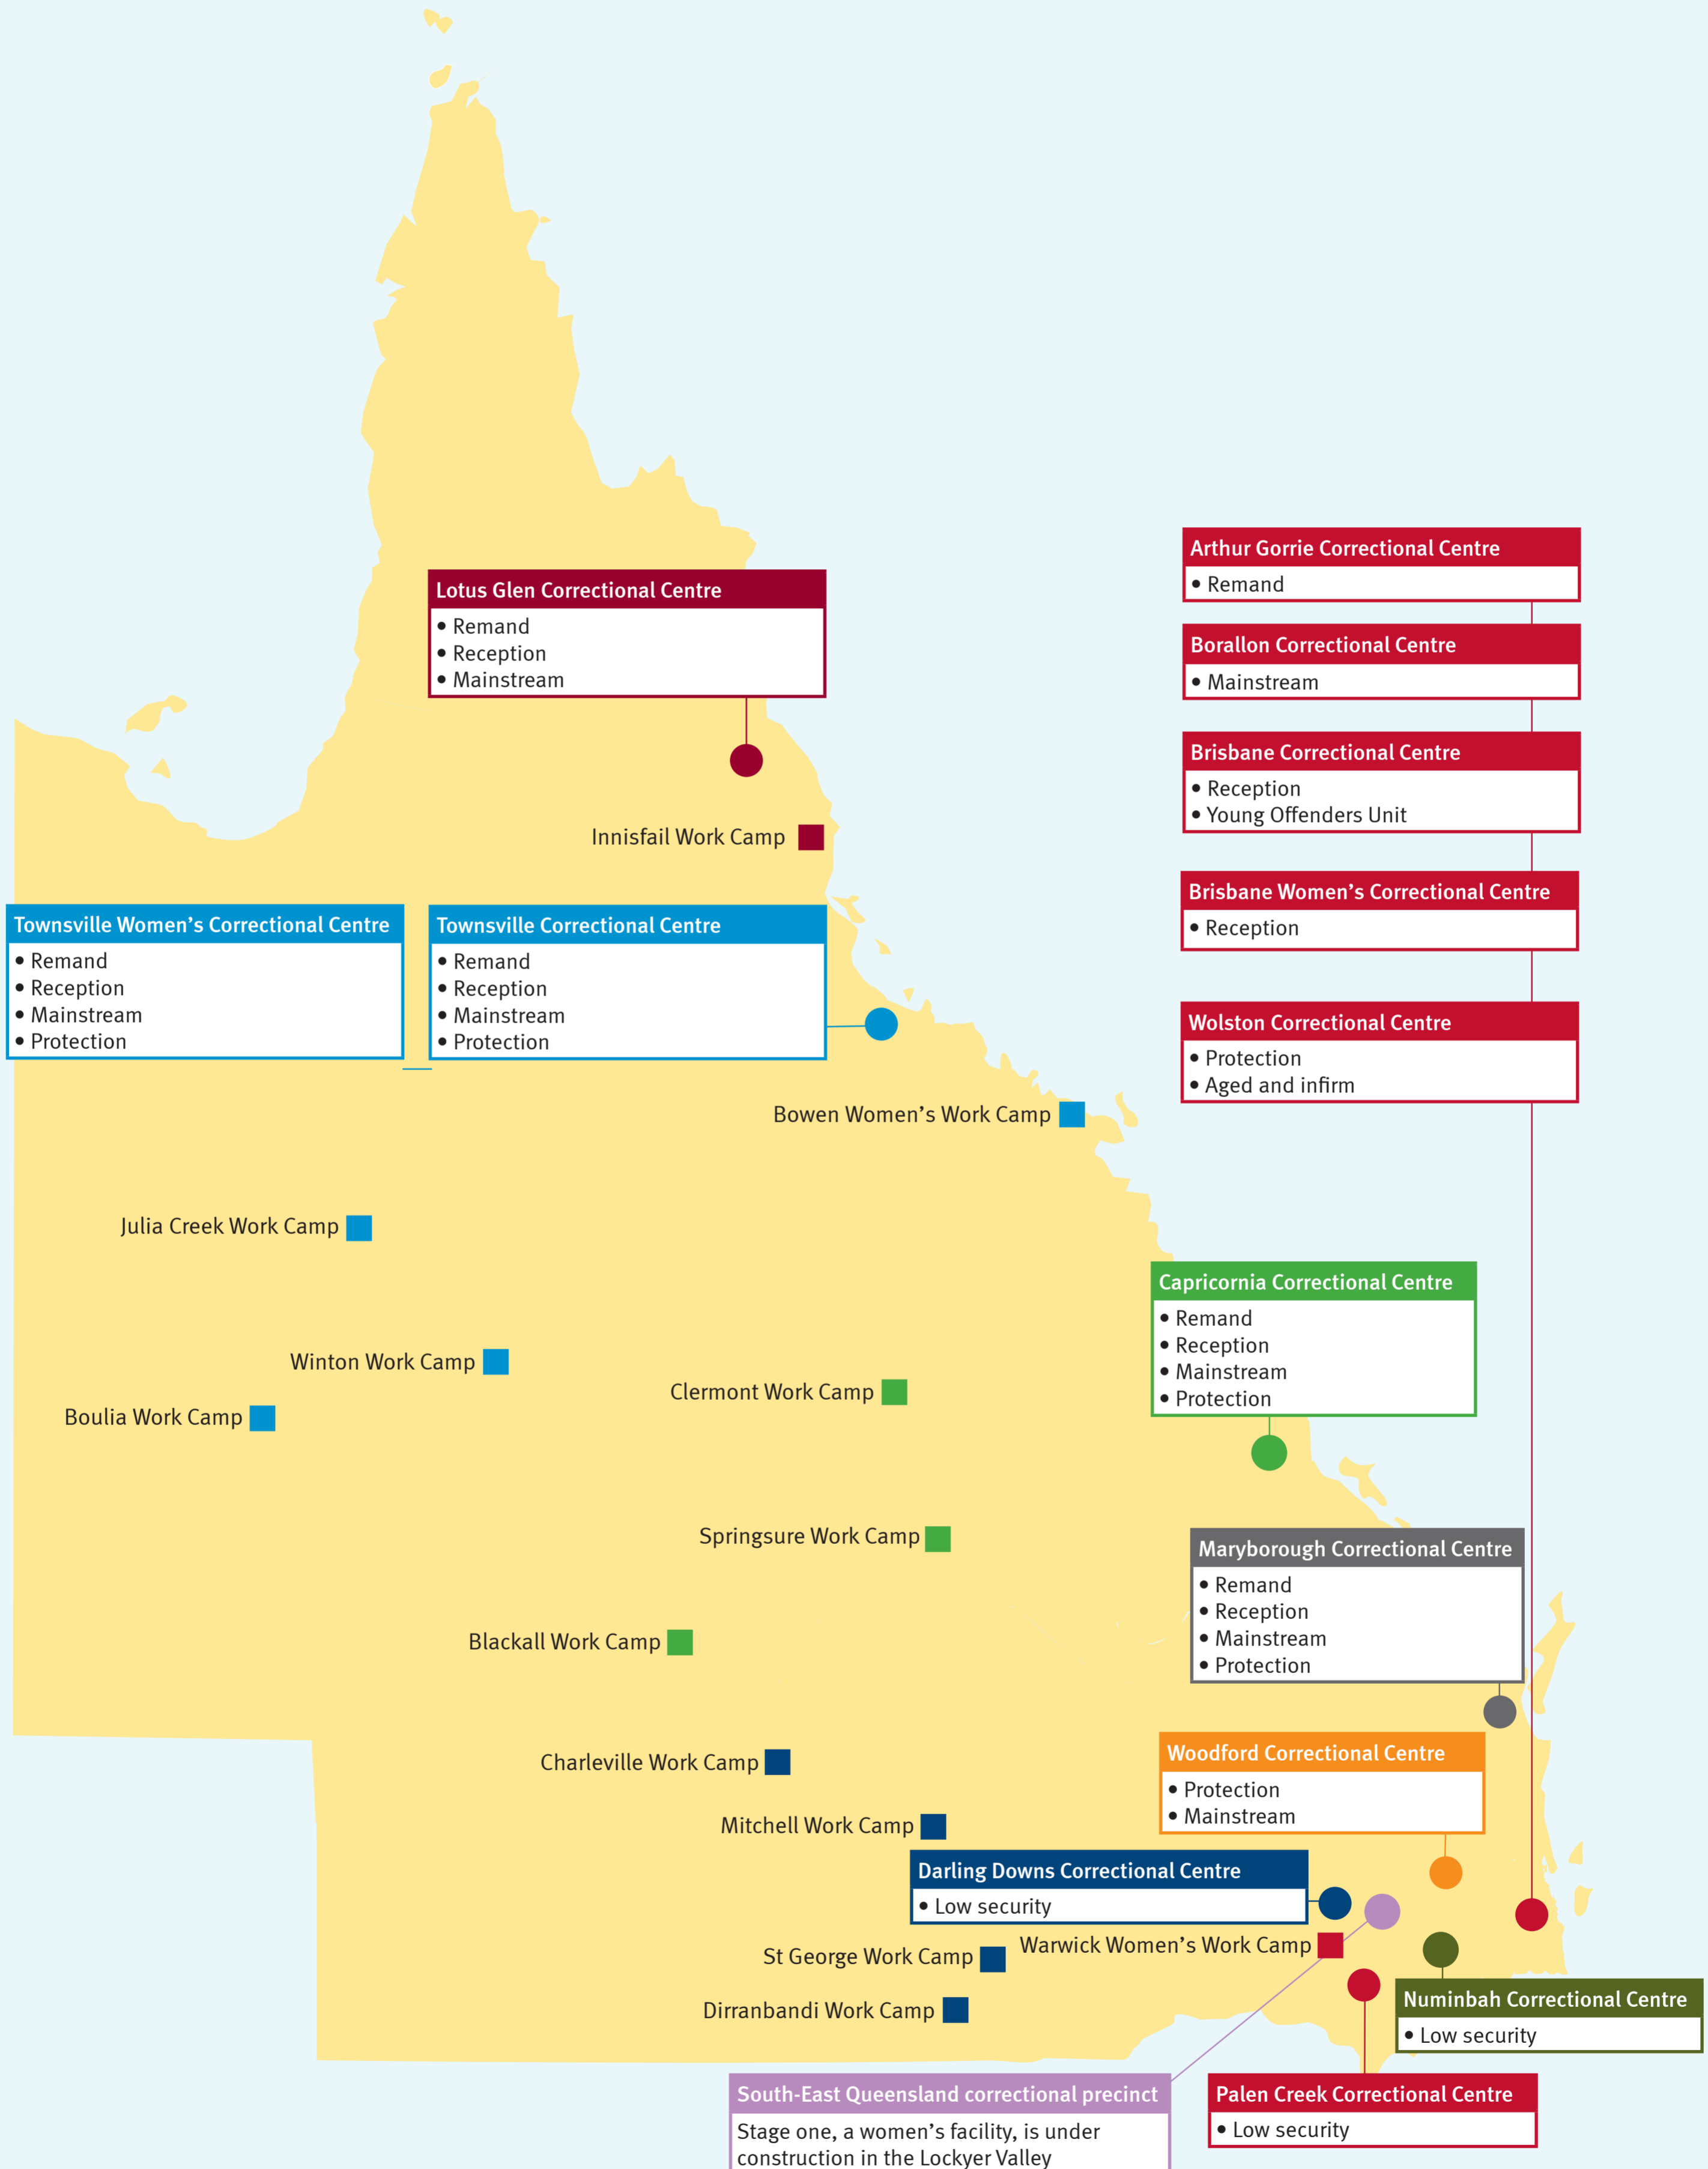 Arthur Gorrie Correctional Centre
• Remand
Lotus Glen Correctional Centre
• Remand
• Reception
• Mainstream
Borallon Correctional Centre
• Mainstream
Brisbane Correctional Centre
• Reception
• Young Offenders Unit
Innisfail Work Camp
Brisbane Women’s Correctional Centre
• Reception
Townsville Women’s Correctional Centre
• Remand
• Reception
• Mainstream
• Protection
Townsville Correctional Centre
• Remand
• Reception
• Mainstream
• Protection
Wolston Correctional Centre
• Protection
• Aged and infirm
Bowen Women’s Work Camp
Julia Creek Work Camp
Capricornia Correctional Centre
• Remand
• Reception
• Mainstream
• Protection
Winton Work Camp
Clermont Work Camp
Boulia Work Camp
Springsure Work Camp
Maryborough Correctional Centre
• Remand
• Reception
• Mainstream
• Protection
Blackall Work Camp
Charleville Work Camp
Woodford Correctional Centre
• Protection
• Mainstream
Mitchell Work Camp
Darling Downs Correctional Centre
• Low security
Warwick Women’s Work Camp
St George Work Camp
Dirranbandi Work Camp
Numinbah Correctional Centre
• Low security
South-East Queensland correctional precinct
Stage one, a women’s facility, is under
construction in the Lockyer Valley
Palen Creek Correctional Centre
• Low security